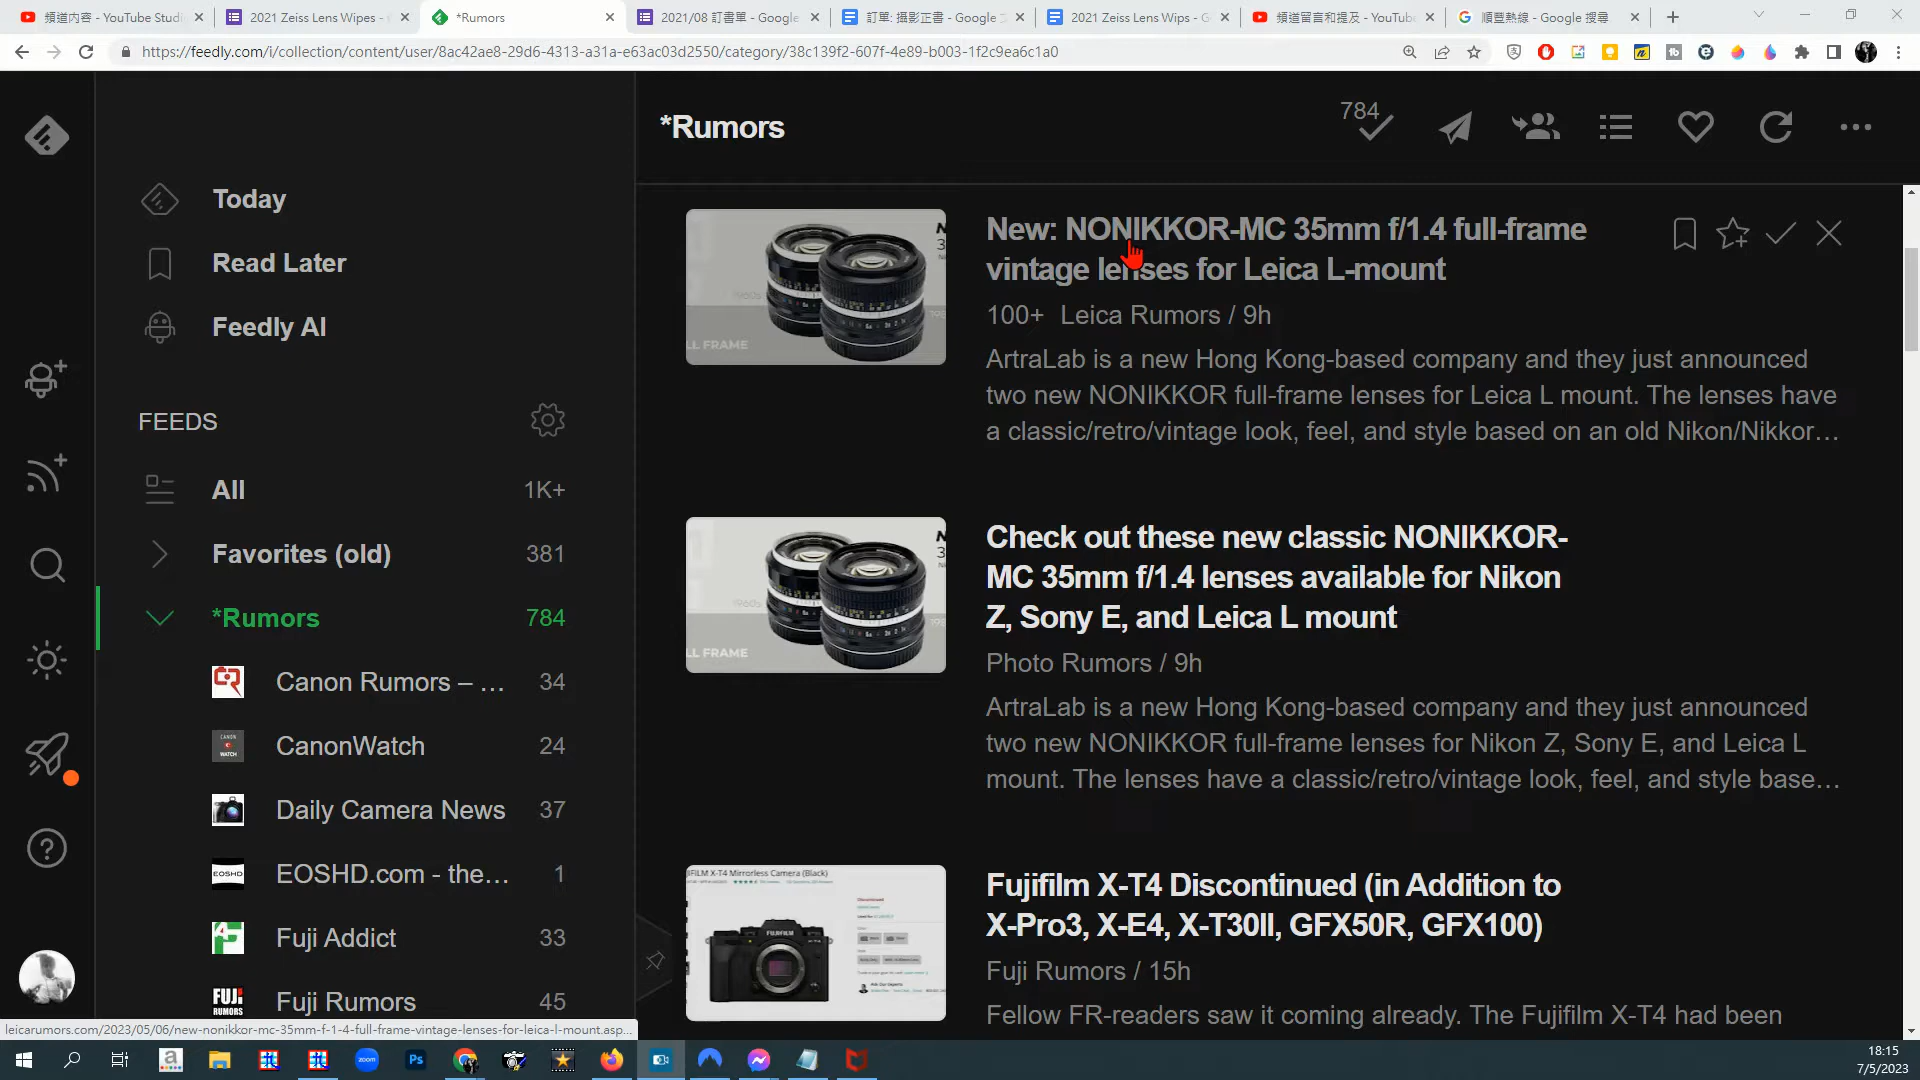 頻道內容 - YouTube Studi
2021 Zeiss Lens Wipes -
*Rumors
2021/08 訂書單 - Google
訂單: 攝影正書 - Google
2021 Zeiss Lens Wips - G
頻道留言和提及 - YouTube
順豐熱線 - Google 搜尋
https://feedly.com/i/collection/content/user/8ac42ae8-29d6-4313-a31a-e63ac03d2550/category/38c139f2-607f-4e89-b003-1f2c9ea6c1a0
Today
Read Later
Feedly AI
FEEDS
All 1K+
Favorites (old) 381
*Rumors 784
Canon Rumors – … 34
CanonWatch 24
Daily Camera News 37
EOSHD.com - the… 1
Fuji Addict 33
Fuji Rumors 45
*Rumors
784
New: NONIKKOR-MC 35mm f/1.4 full-frame
vintage lenses for Leica L-mount
100+ Leica Rumors / 9h
ArtraLab is a new Hong Kong-based company and they just announced
two new NONIKKOR full-frame lenses for Leica L mount. The lenses have
a classic/retro/vintage look, feel, and style based on an old Nikon/Nikkor…
LL FRAME
Check out these new classic NONIKKOR-
MC 35mm f/1.4 lenses available for Nikon
Z, Sony E, and Leica L mount
Photo Rumors / 9h
ArtraLab is a new Hong Kong-based company and they just announced
two new NONIKKOR full-frame lenses for Nikon Z, Sony E, and Leica L
mount. The lenses have a classic/retro/vintage look, feel, and style base…
LL FRAME
Fujifilm X-T4 Discontinued (in Addition to
X-Pro3, X-E4, X-T30II, GFX50R, GFX100)
Fuji Rumors / 15h
Fellow FR-readers saw it coming already. The Fujifilm X-T4 had been
IFILM X-T4 Mirrorless Camera (Black)
FUJIFILM
leicarumors.com/2023/05/06/new-nonikkor-mc-35mm-f-1-4-full-frame-vintage-lenses-for-leica-l-mount.asp...
zoom
Ps
18:15
7/5/2023